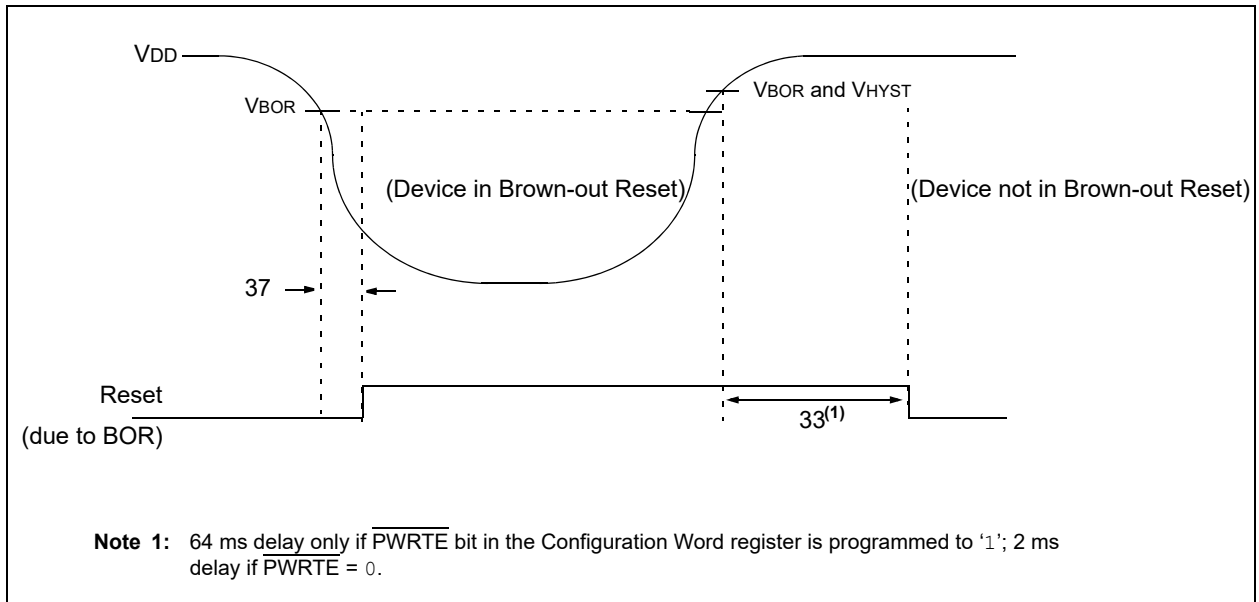 VDD
VBOR
VBOR and VHYST
(Device in Brown-out Reset)
(Device not in Brown-out Reset)
37
Reset
(due to BOR)
33(1)
Note 1: 64 ms delay only if PWRTE bit in the Configuration Word register is programmed to ‘1’; 2 ms
delay if PWRTE = 0.